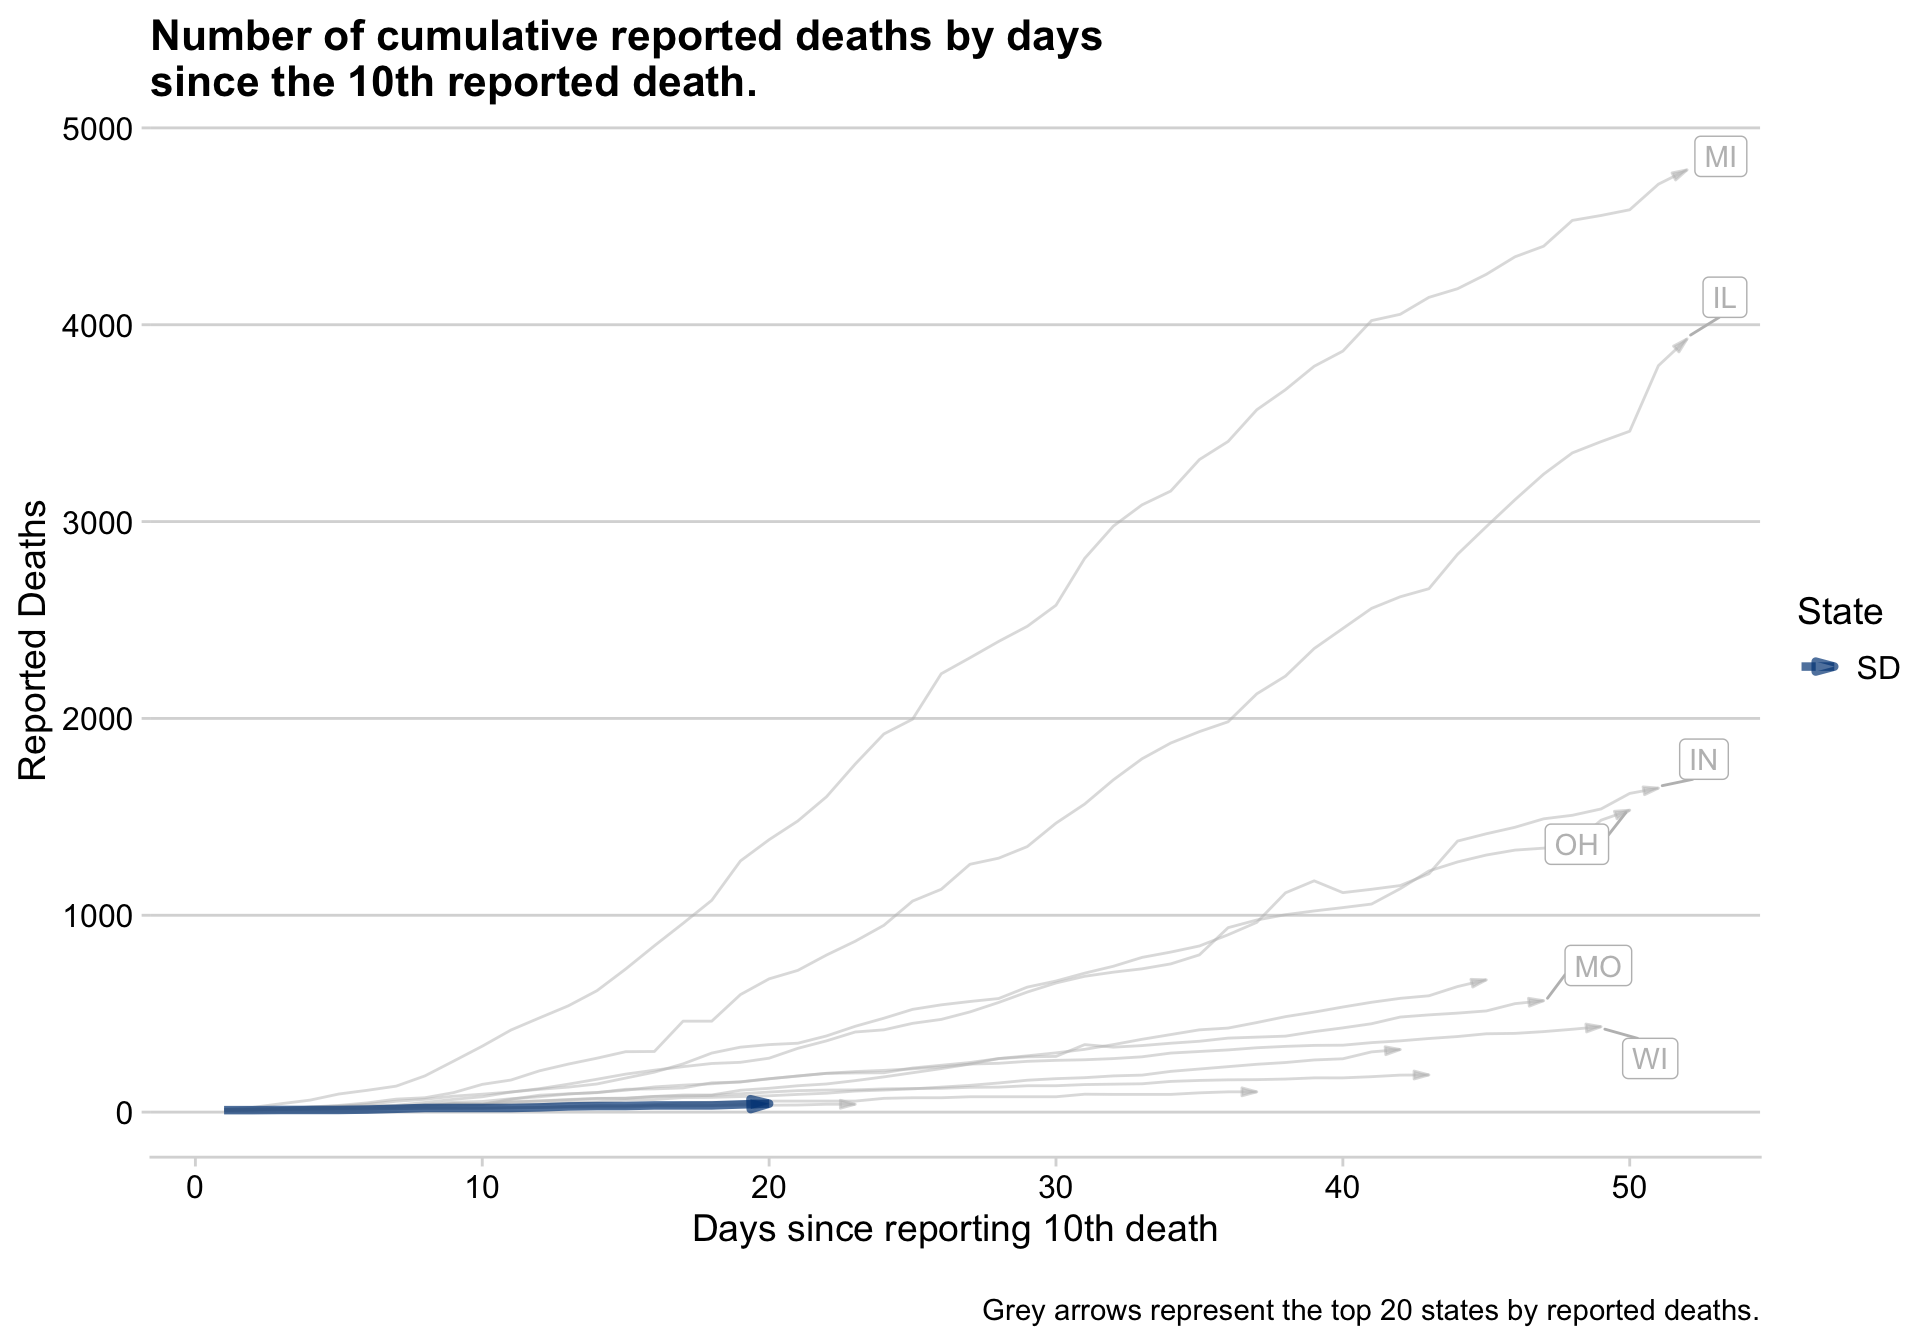 Number of cumulative reported deaths by days
since the 10th reported death.
5000
MI
IL
4000
3000
Reported Deaths
State
SD
2000
IN
OH
1000
MO
WI
0
0 10 20 30 40 50
Days since reporting 10th death
Grey arrows represent the top 20 states by reported deaths.